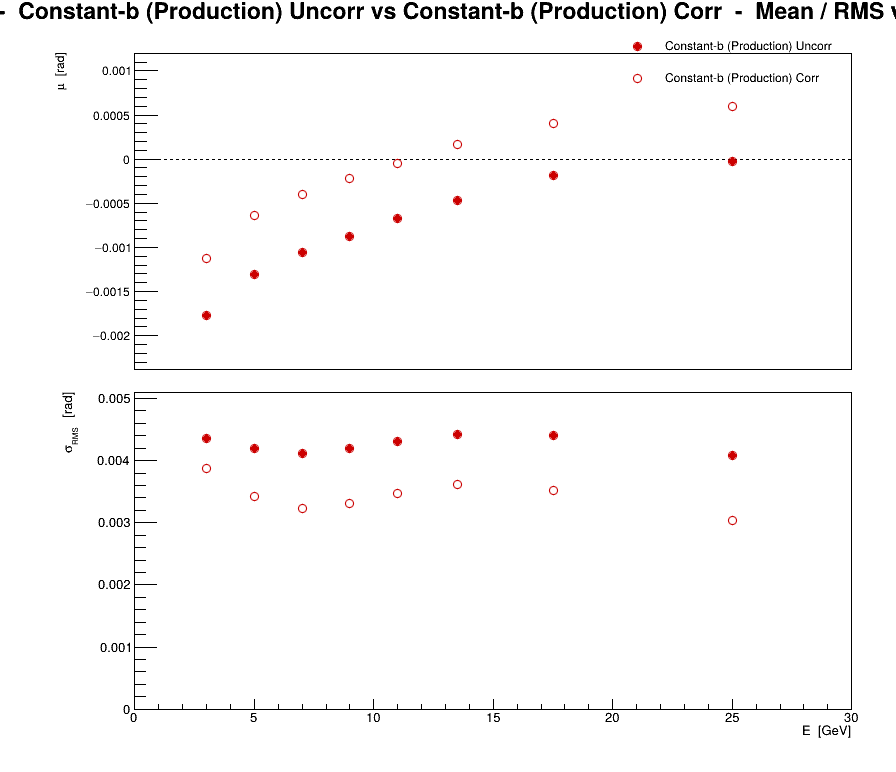 -  Constant-b (Production) Uncorr vs Constant-b (Production) Corr  -  Mean / RMS v
Constant-b (Production) Uncorr
Constant-b (Production) Corr
μ [rad]
0.001
0.0005
0
−0.0005
−0.001
−0.0015
−0.002
σRMS [rad]
0.005
0.004
0.003
0.002
0.001
0
0 5 10 15 20 25 30
E [GeV]